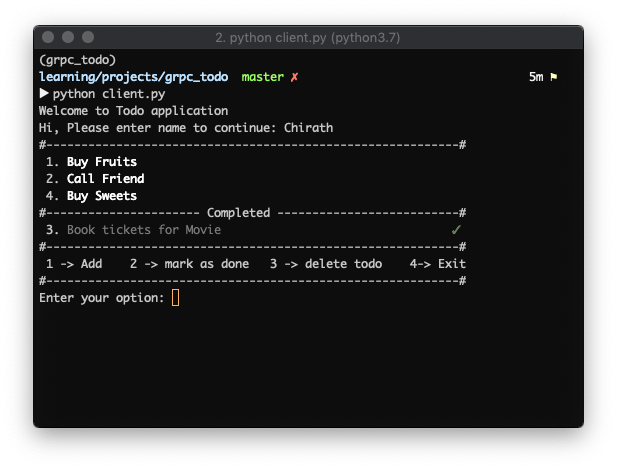 2. python client.py (python3.7)
(grpc_todo)
learning/projects/grpc_todo master ✗ 5m ⚑
▶ python client.py
Welcome to Todo application
Hi, Please enter name to continue: Chirath
#------------------------------------------------------------#
1. Buy Fruits
2. Call Friend
4. Buy Sweets
#---------------------- Completed --------------------------#
3. Book tickets for Movie ✓
#------------------------------------------------------------#
1 -> Add 2 -> mark as done 3 -> delete todo 4-> Exit
#------------------------------------------------------------#
Enter your option: